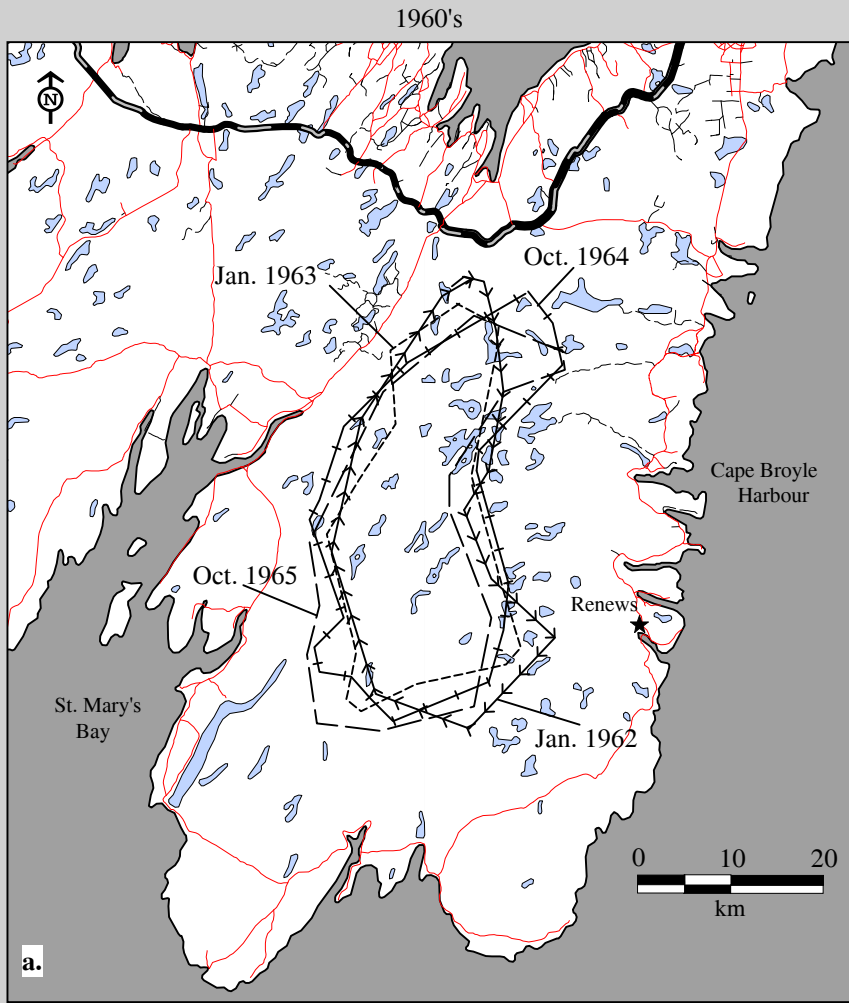 1960's
N
Oct. 1964
Jan. 1963
Cape Broyle
Harbour
Oct. 1965
Renews
St. Mary's
Bay
Jan. 1962
0 10 20
km
a.